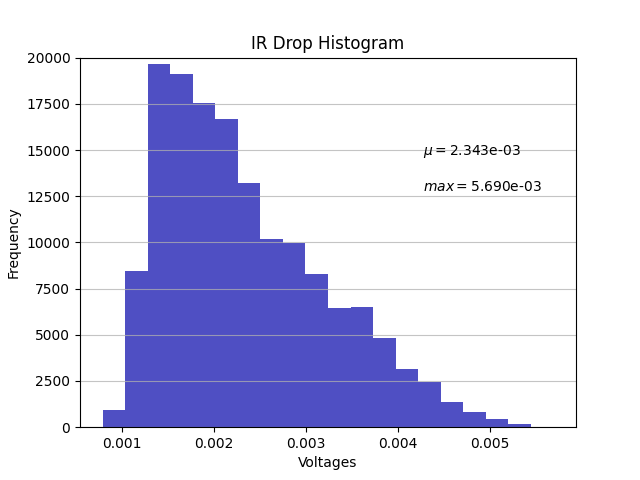 IR Drop Histogram
20000
17500
15000
12500
10000
7500
5000
2500
0
Frequency
μ = 2.343e-03
max = 5.690e-03
0.001 0.002 0.003 0.004 0.005
Voltages